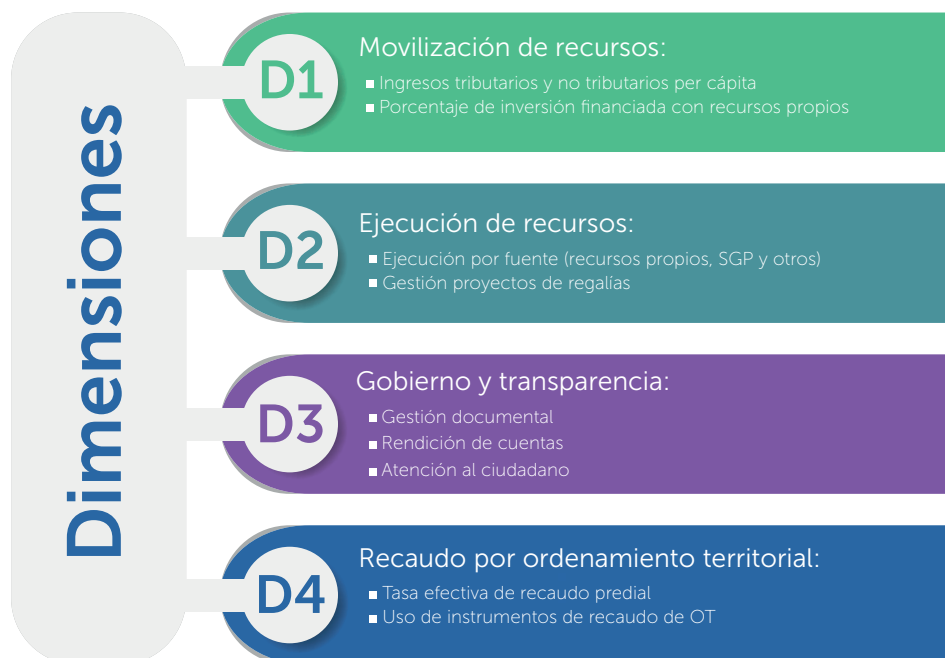 Dimensiones
D1
Movilización de recursos:
▪ Ingresos tributarios y no tributarios per cápita
▪ Porcentaje de inversión financiada con recursos propios
D2
Ejecución de recursos:
▪ Ejecución por fuente (recursos propios, SGP y otros)
▪ Gestión proyectos de regalías
D3
Gobierno y transparencia:
▪ Gestión documental
▪ Rendición de cuentas
▪ Atención al ciudadano
D4
Recaudo por ordenamiento territorial:
▪ Tasa efectiva de recaudo predial
▪ Uso de instrumentos de recaudo de OT